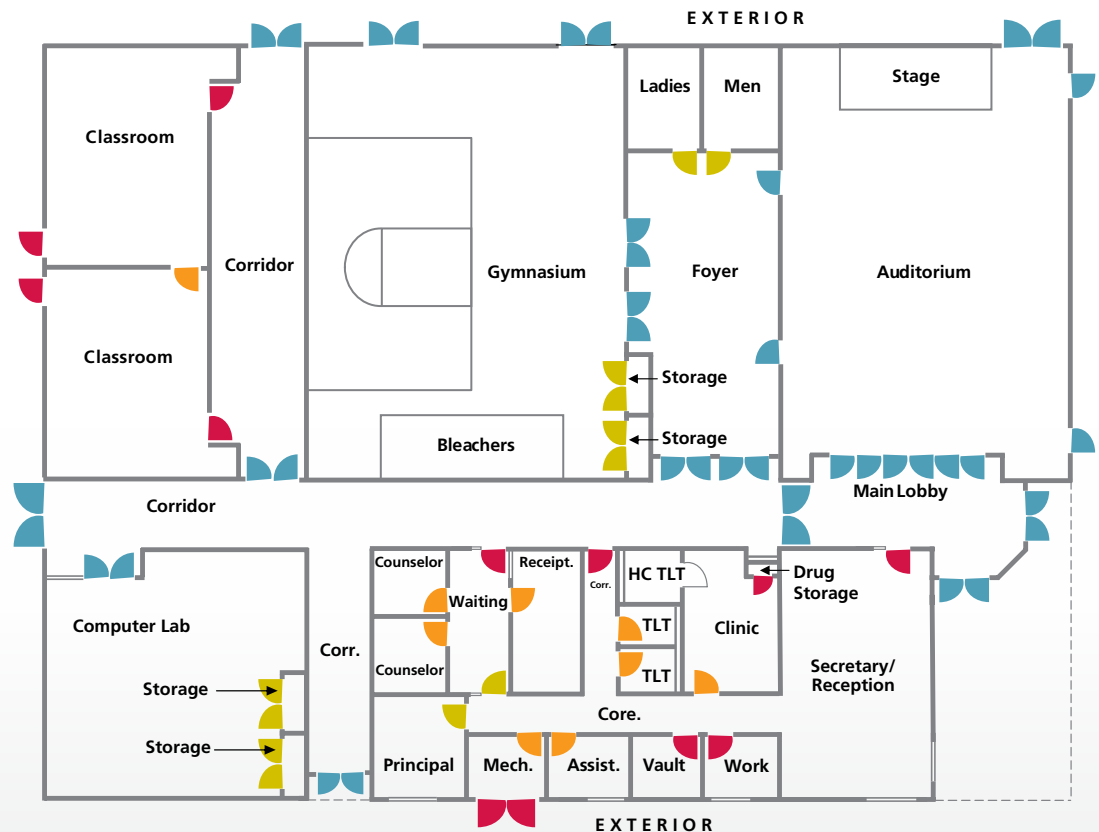 EXTERIOR
Ladies
Men
Stage
Classroom
Corridor
Gymnasium
Foyer
Auditorium
Classroom
Storage
Bleachers
Storage
Corridor
Main Lobby
Counselor
Waiting
Receipt.
Corr.
HC TLT
Drug
Storage
Computer Lab
TLT
Clinic
Corr.
Counselor
TLT
Secretary/
Reception
Storage
Core.
Storage
Principal
Mech.
Assist.
Vault
Work
EXTERIOR